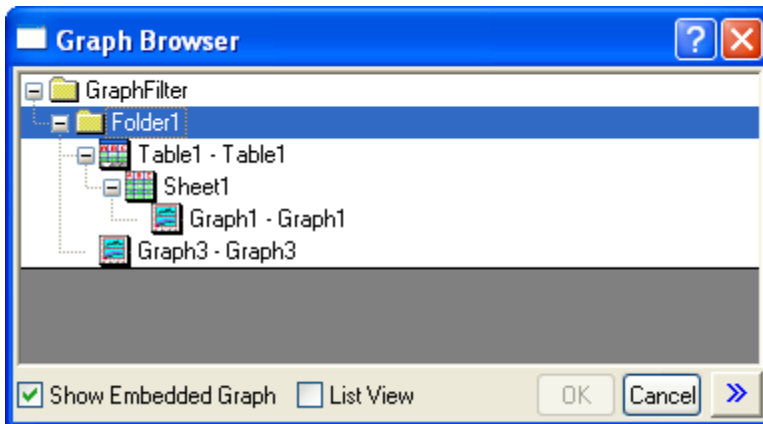 Graph Browser
GraphFilter
Folder1
Table1 - Table1
Sheet1
Graph1 - Graph1
Graph3 - Graph3
Show Embedded Graph List View OK Cancel